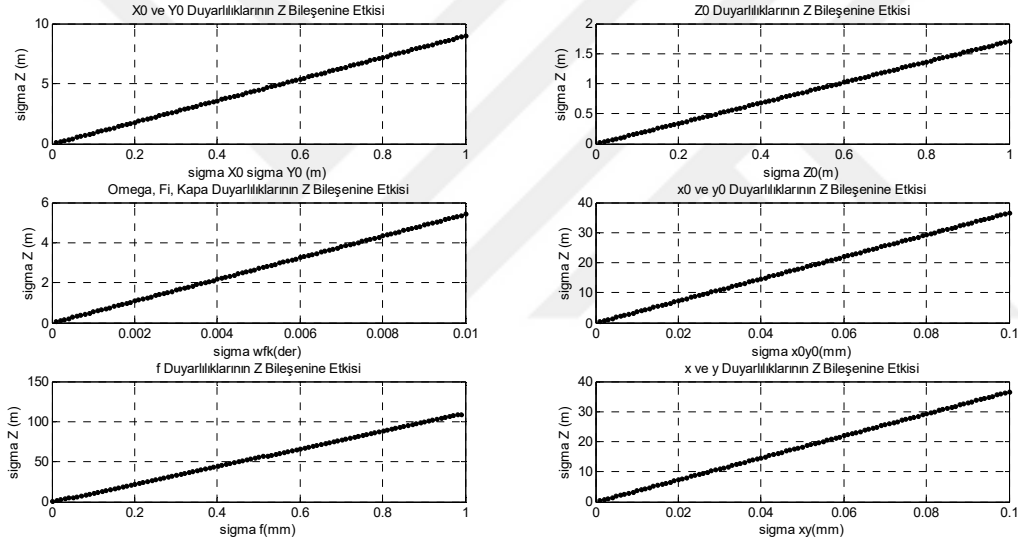 X0 ve Y0 Duyarlılıklarının Z Bileşenine Etkisi
10
5
0
sigma Z (m)
0 0.2 0.4 0.6 0.8 1
sigma X0 sigma Y0 (m)
Z0 Duyarlılıklarının Z Bileşenine Etkisi
2
1.5
1
0.5
0
sigma Z (m)
0 0.2 0.4 0.6 0.8 1
sigma Z0(m)
Omega, Fi, Kapa Duyarlılıklarının Z Bileşenine Etkisi
6
4
2
0
sigma Z (m)
0 0.002 0.004 0.006 0.008 0.01
sigma wfk(der)
x0 ve y0 Duyarlılıklarının Z Bileşenine Etkisi
40
30
20
10
0
sigma Z (m)
0 0.02 0.04 0.06 0.08 0.1
sigma x0y0(mm)
f Duyarlılıklarının Z Bileşenine Etkisi
150
100
50
0
sigma Z (m)
0 0.2 0.4 0.6 0.8 1
sigma f(mm)
x ve y Duyarlılıklarının Z Bileşenine Etkisi
40
30
20
10
0
sigma Z (m)
0 0.02 0.04 0.06 0.08 0.1
sigma xy(mm)